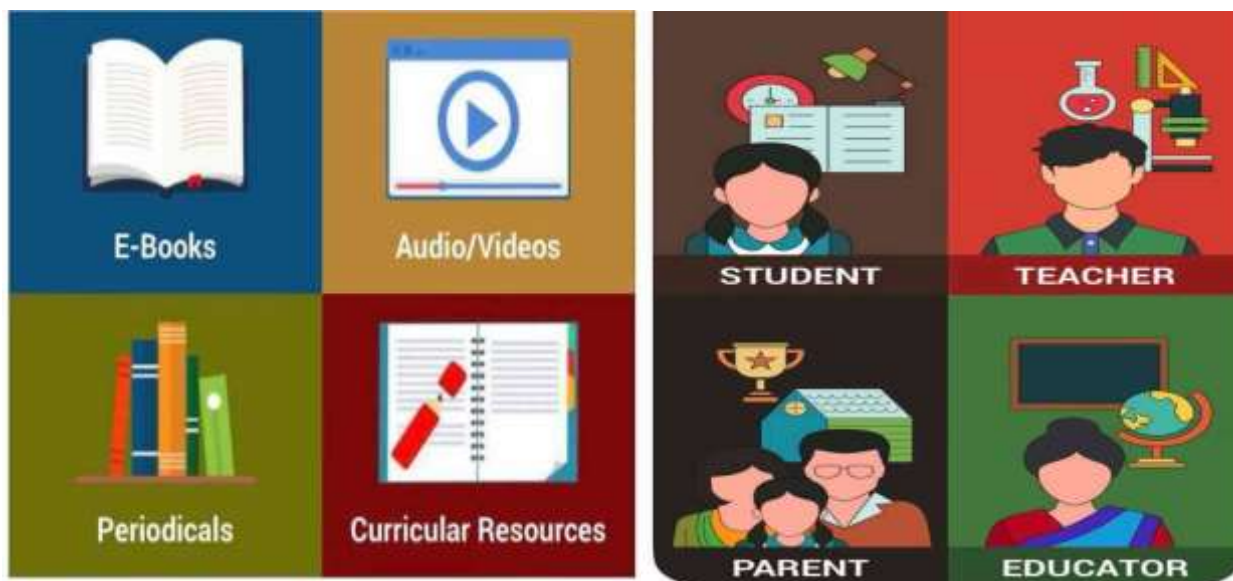 E-Books
Audio/Videos
Periodicals
Curricular Resources
STUDENT
TEACHER
PARENT
EDUCATOR